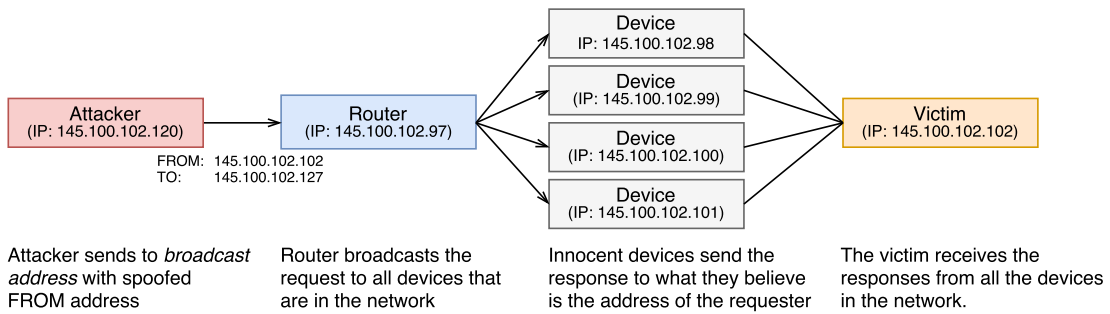 Attacker
(IP: 145.100.102.120)
FROM: 145.100.102.102
TO: 145.100.102.127
Router
(IP: 145.100.102.97)
Device
IP: 145.100.102.98
Device
(IP: 145.100.102.99)
Device
(IP: 145.100.102.100)
Device
(IP: 145.100.102.101)
Victim
(IP: 145.100.102.102)
Attacker sends to broadcast
address with spoofed
FROM address
Router broadcasts the
request to all devices that
are in the network
Innocent devices send the
response to what they believe
is the address of the requester
The victim receives the
responses from all the devices
in the network.